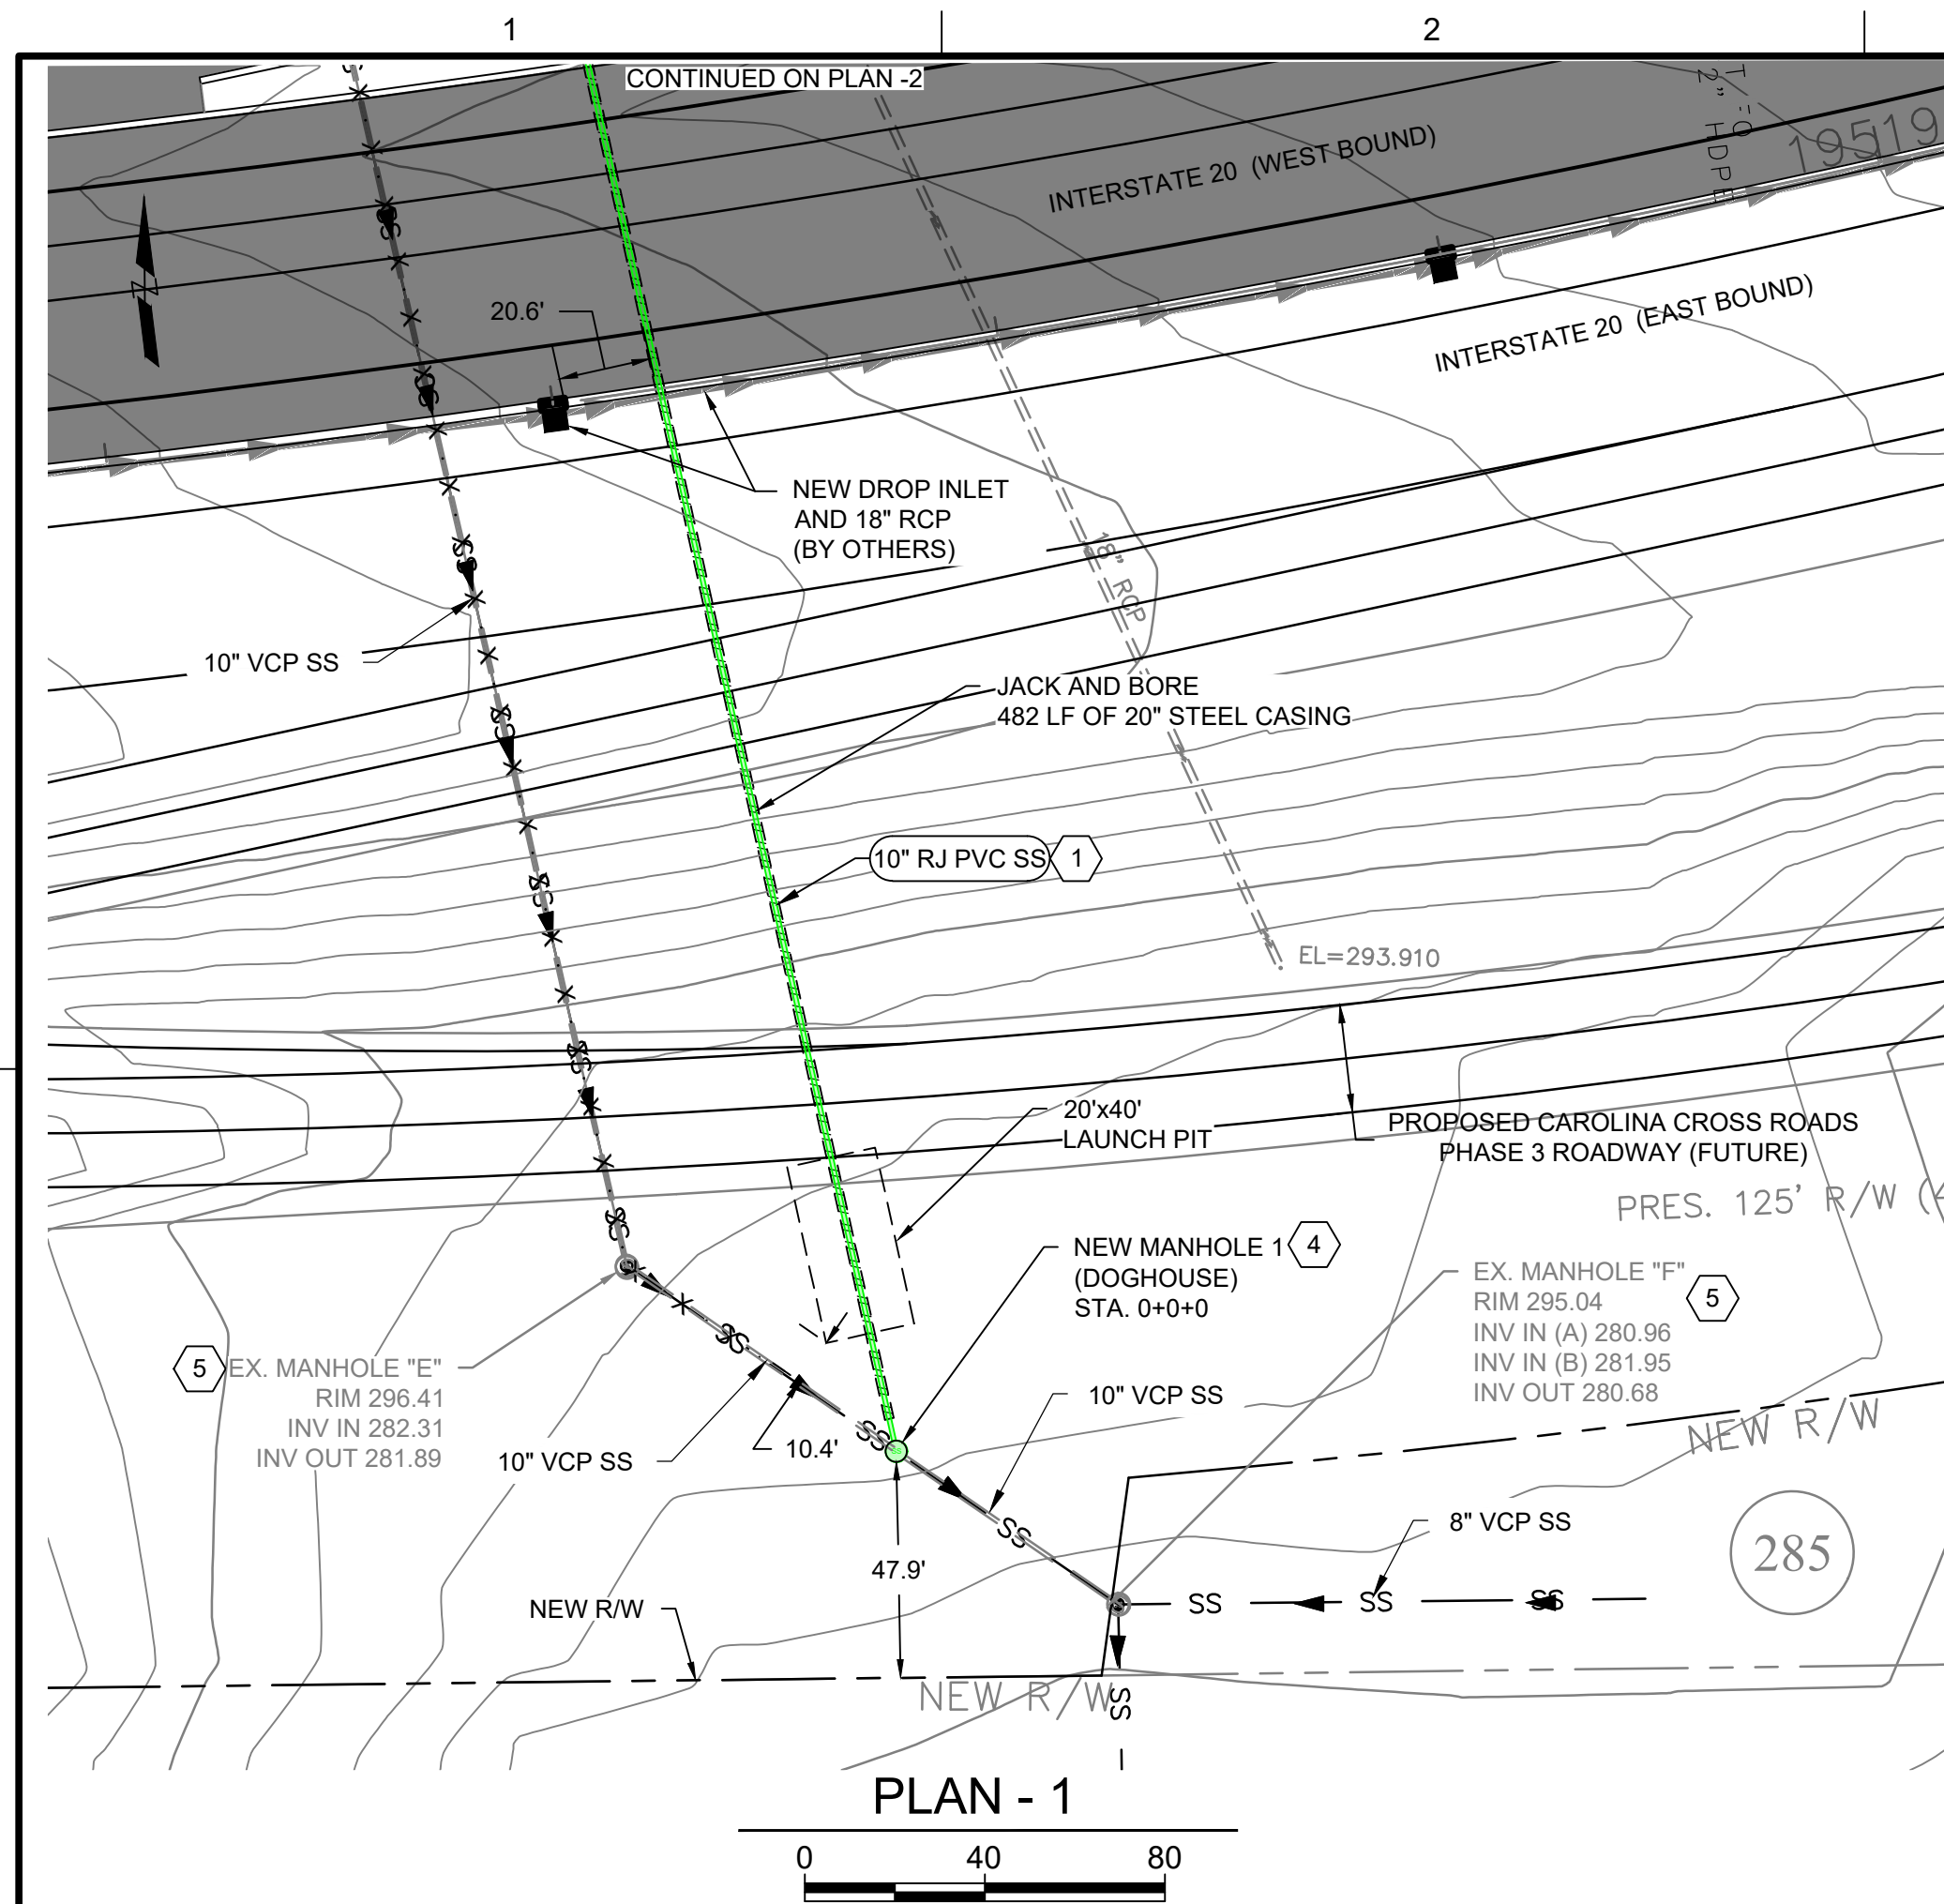 1
2
CONTINUED ON PLAN -2
INTERSTATE 20 (WEST BOUND)
2" HDPE
19519
20.6'
INTERSTATE 20 (EAST BOUND)
NEW DROP INLET
AND 18" RCP
(BY OTHERS)
18" RCP
10" VCP SS
JACK AND BORE
482 LF OF 20" STEEL CASING
10" RJ PVC SS 1
EL=293.910
20'x40'
LAUNCH PIT
PROPOSED CAROLINA CROSS ROADS
PHASE 3 ROADWAY (FUTURE)
PRES. 125' R/W (4
NEW MANHOLE 1 4
(DOGHOUSE)
STA. 0+0+0
EX. MANHOLE "F"
RIM 295.04
5
INV IN (A) 280.96
INV IN (B) 281.95
INV OUT 280.68
5 EX. MANHOLE "E"
RIM 296.41
INV IN 282.31
INV OUT 281.89
10" VCP SS
10.4'
10" VCP SS
NEW R/W
SS
SS
SS
8" VCP SS
285
47.9'
NEW R/W
SS
SS
SS
NEW R/W
SS
PLAN - 1
0 40 80